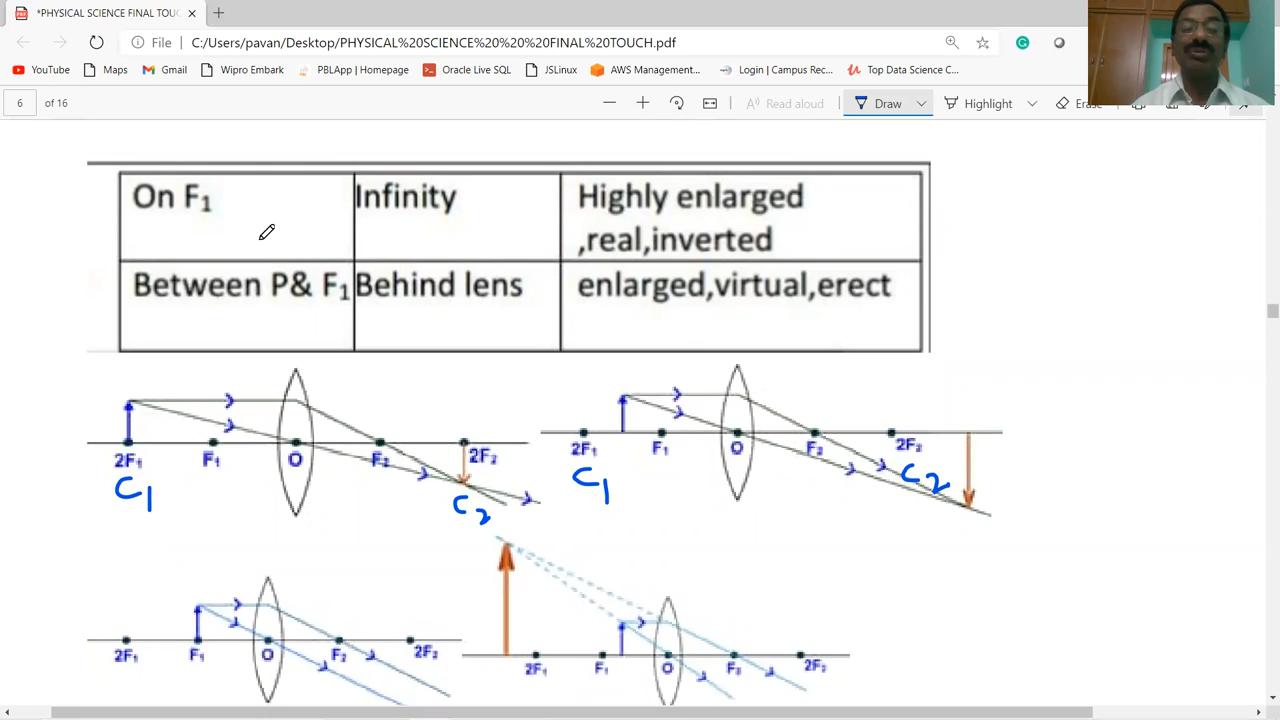 *PHYSICAL SCIENCE FINAL TOUC
File
C:/Users/pavan/Desktop/PHYSICAL%20SCIENCE%20%20%20FINAL%20TOUCH.pdf
YouTube
Maps
Gmail
Wipro Embark
PBLApp | Homepage
Oracle Live SQL
JSLinux
AWS Management...
Login | Campus Rec...
Top Data Science C...
6 of 16
Read aloud
Draw
Highlight
Erase
On F₁
Infinity
Highly enlarged
,real,inverted
Between P& F₁
Behind lens
enlarged,virtual,erect
2F₁ F₁ O F₂ 2F₂
C₁ C₂
2F₁ F₁ O F₂ 2F₂
C₁ C₂
2F₁ F₁ O F₂ 2F₂
2F₁ F₁ O F₂ 2F₂